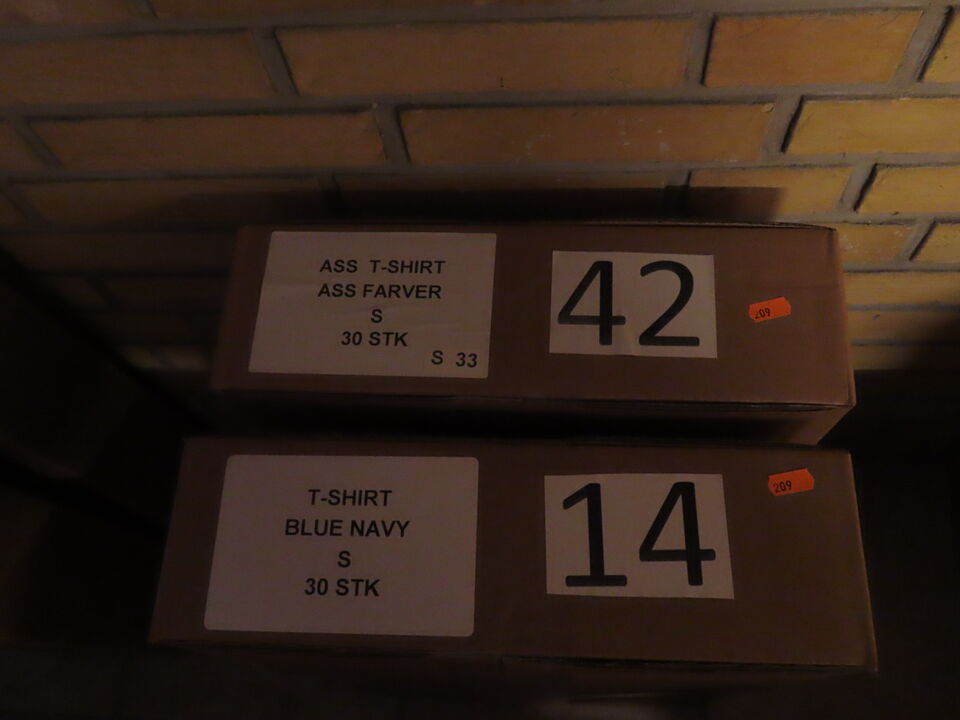 ASS T-SHIRT
ASS FARVER
S
30 STK
S 33
42
209
T-SHIRT
BLUE NAVY
S
30 STK
14
209